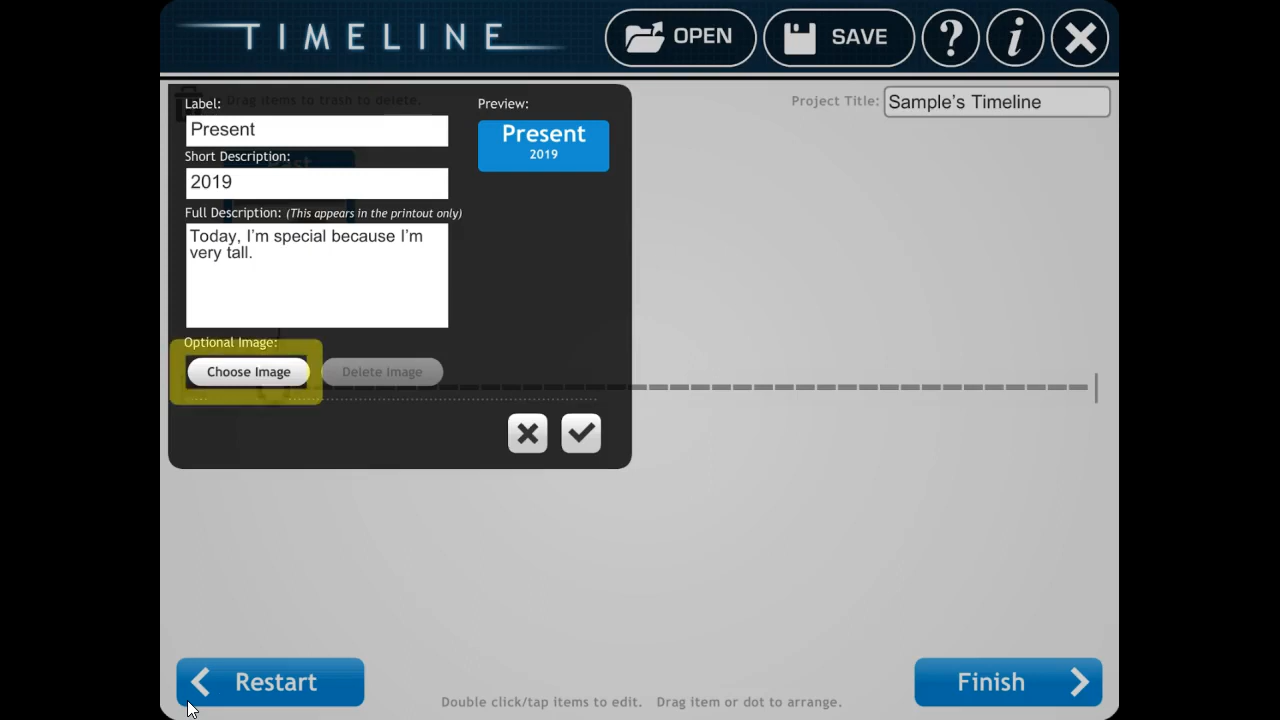 TIMELINE
OPEN
SAVE
?
i
Drag items to trash to delete.
Project Title:
Sample's Timeline
Label:
Present
Short Description:
Past
2019
Full Description: (This appears in the printout only)
Today, I'm special because I'm
very tall.
Preview:
Present
2019
Optional Image:
Choose Image
Delete Image
Restart
Double click/tap items to edit. Drag item or dot to arrange.
Finish